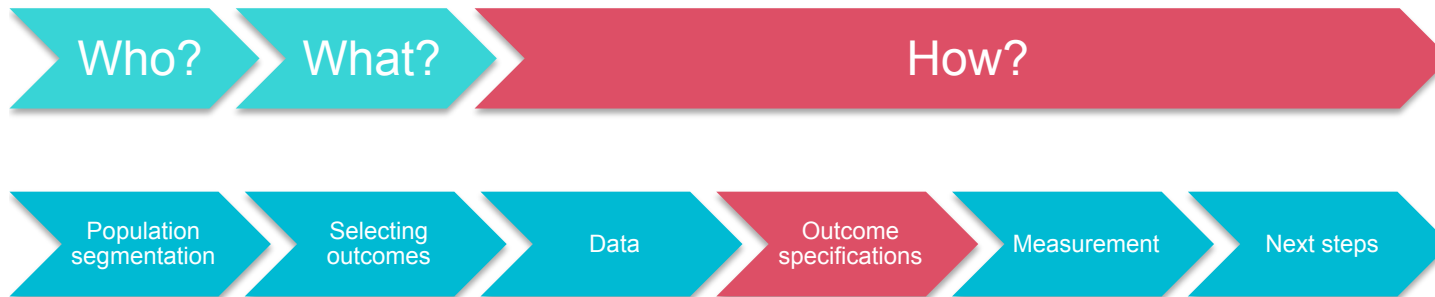 Who?
What?
How?
Population
segmentation
Selecting
outcomes
Data
Outcome
specifications
Measurement
Next steps